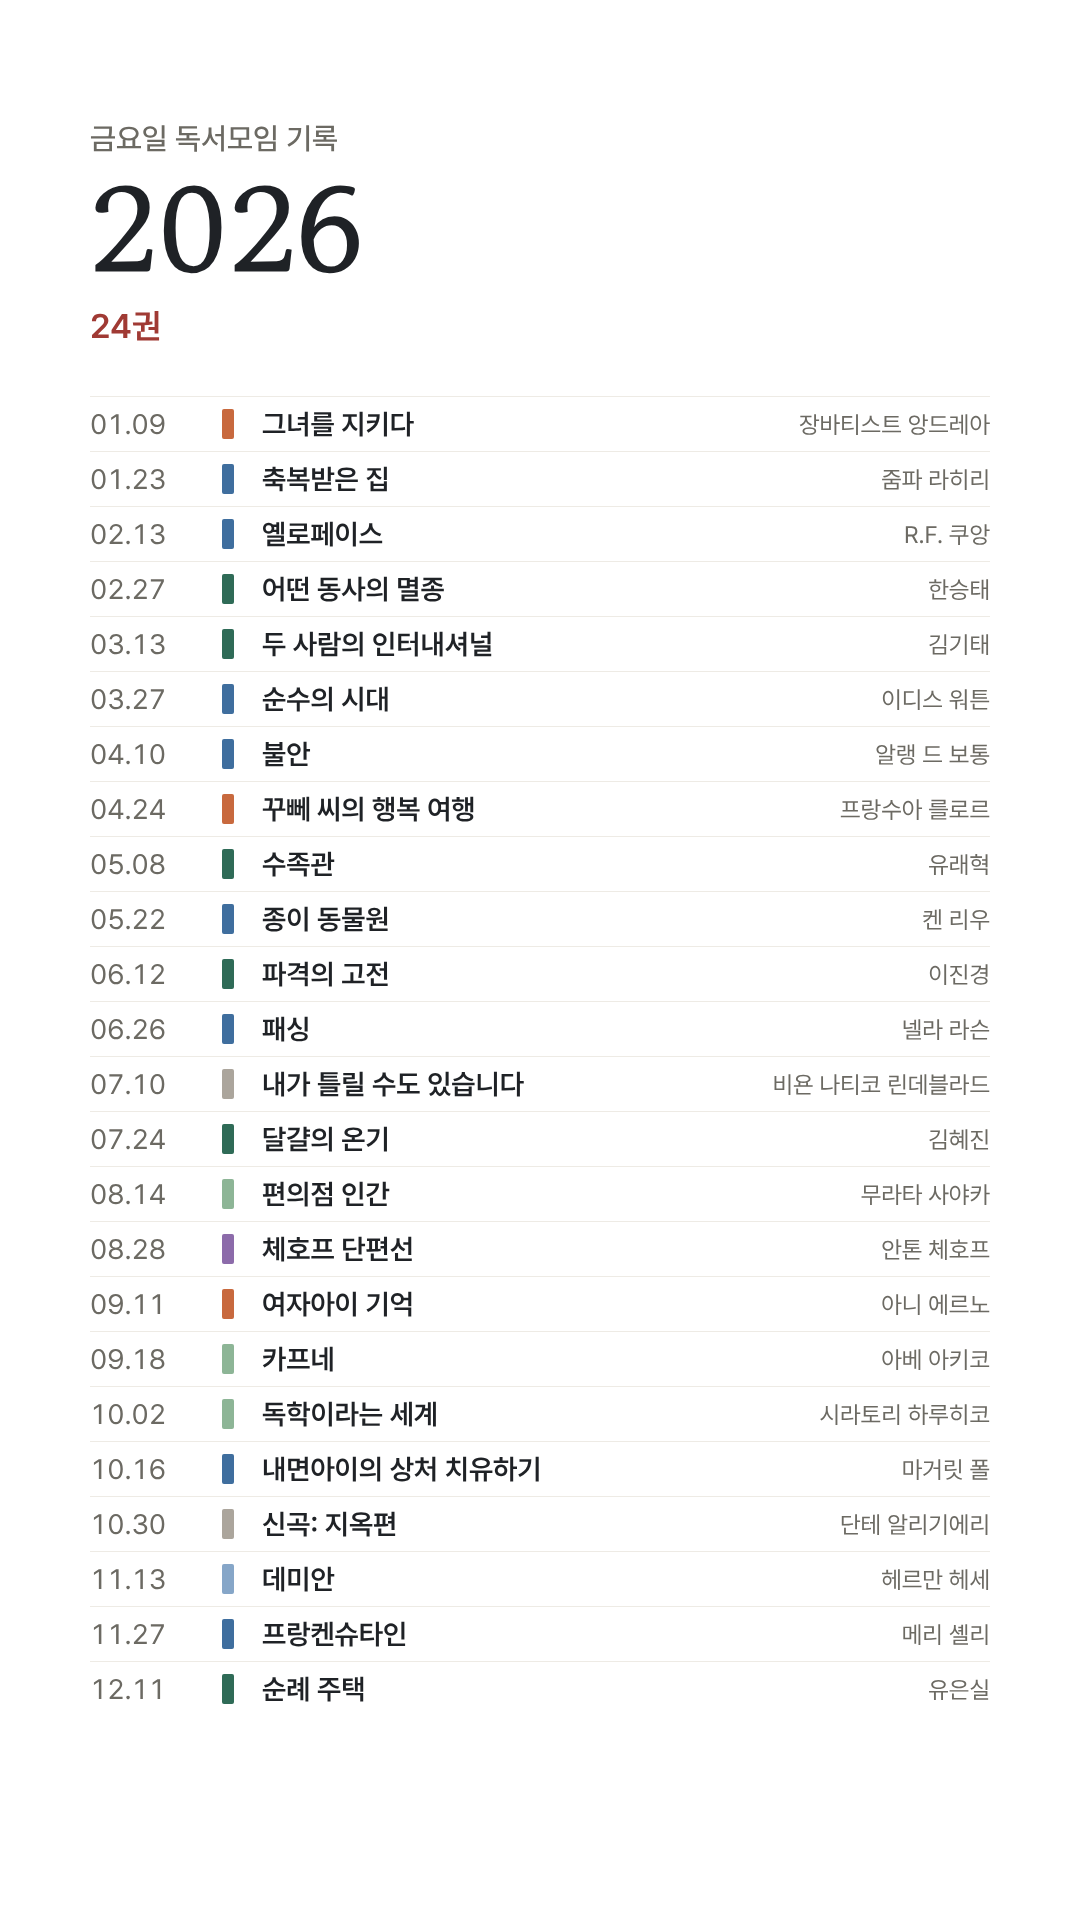 금요일 독서모임 기록
2026
24권
01.09 그녀를 지키다 장바티스트 앙드레아
01.23 축복받은 집 줌파 라히리
02.13 옐로페이스 R.F. 쿠앙
02.27 어떤 동사의 멸종 한승태
03.13 두 사람의 인터내셔널 김기태
03.27 순수의 시대 이디스 워튼
04.10 불안 알랭 드 보통
04.24 꾸뻬 씨의 행복 여행 프랑수아 를로르
05.08 수족관 유래혁
05.22 종이 동물원 켄 리우
06.12 파격의 고전 이진경
06.26 패싱 넬라 라슨
07.10 내가 틀릴 수도 있습니다 비욘 나티코 린데블라드
07.24 달걀의 온기 김혜진
08.14 편의점 인간 무라타 사야카
08.28 체호프 단편선 안톤 체호프
09.11 여자아이 기억 아니 에르노
09.18 카프네 아베 아키코
10.02 독학이라는 세계 시라토리 하루히코
10.16 내면아이의 상처 치유하기 마거릿 폴
10.30 신곡: 지옥편 단테 알리기에리
11.13 데미안 헤르만 헤세
11.27 프랑켄슈타인 메리 셸리
12.11 순례 주택 유은실